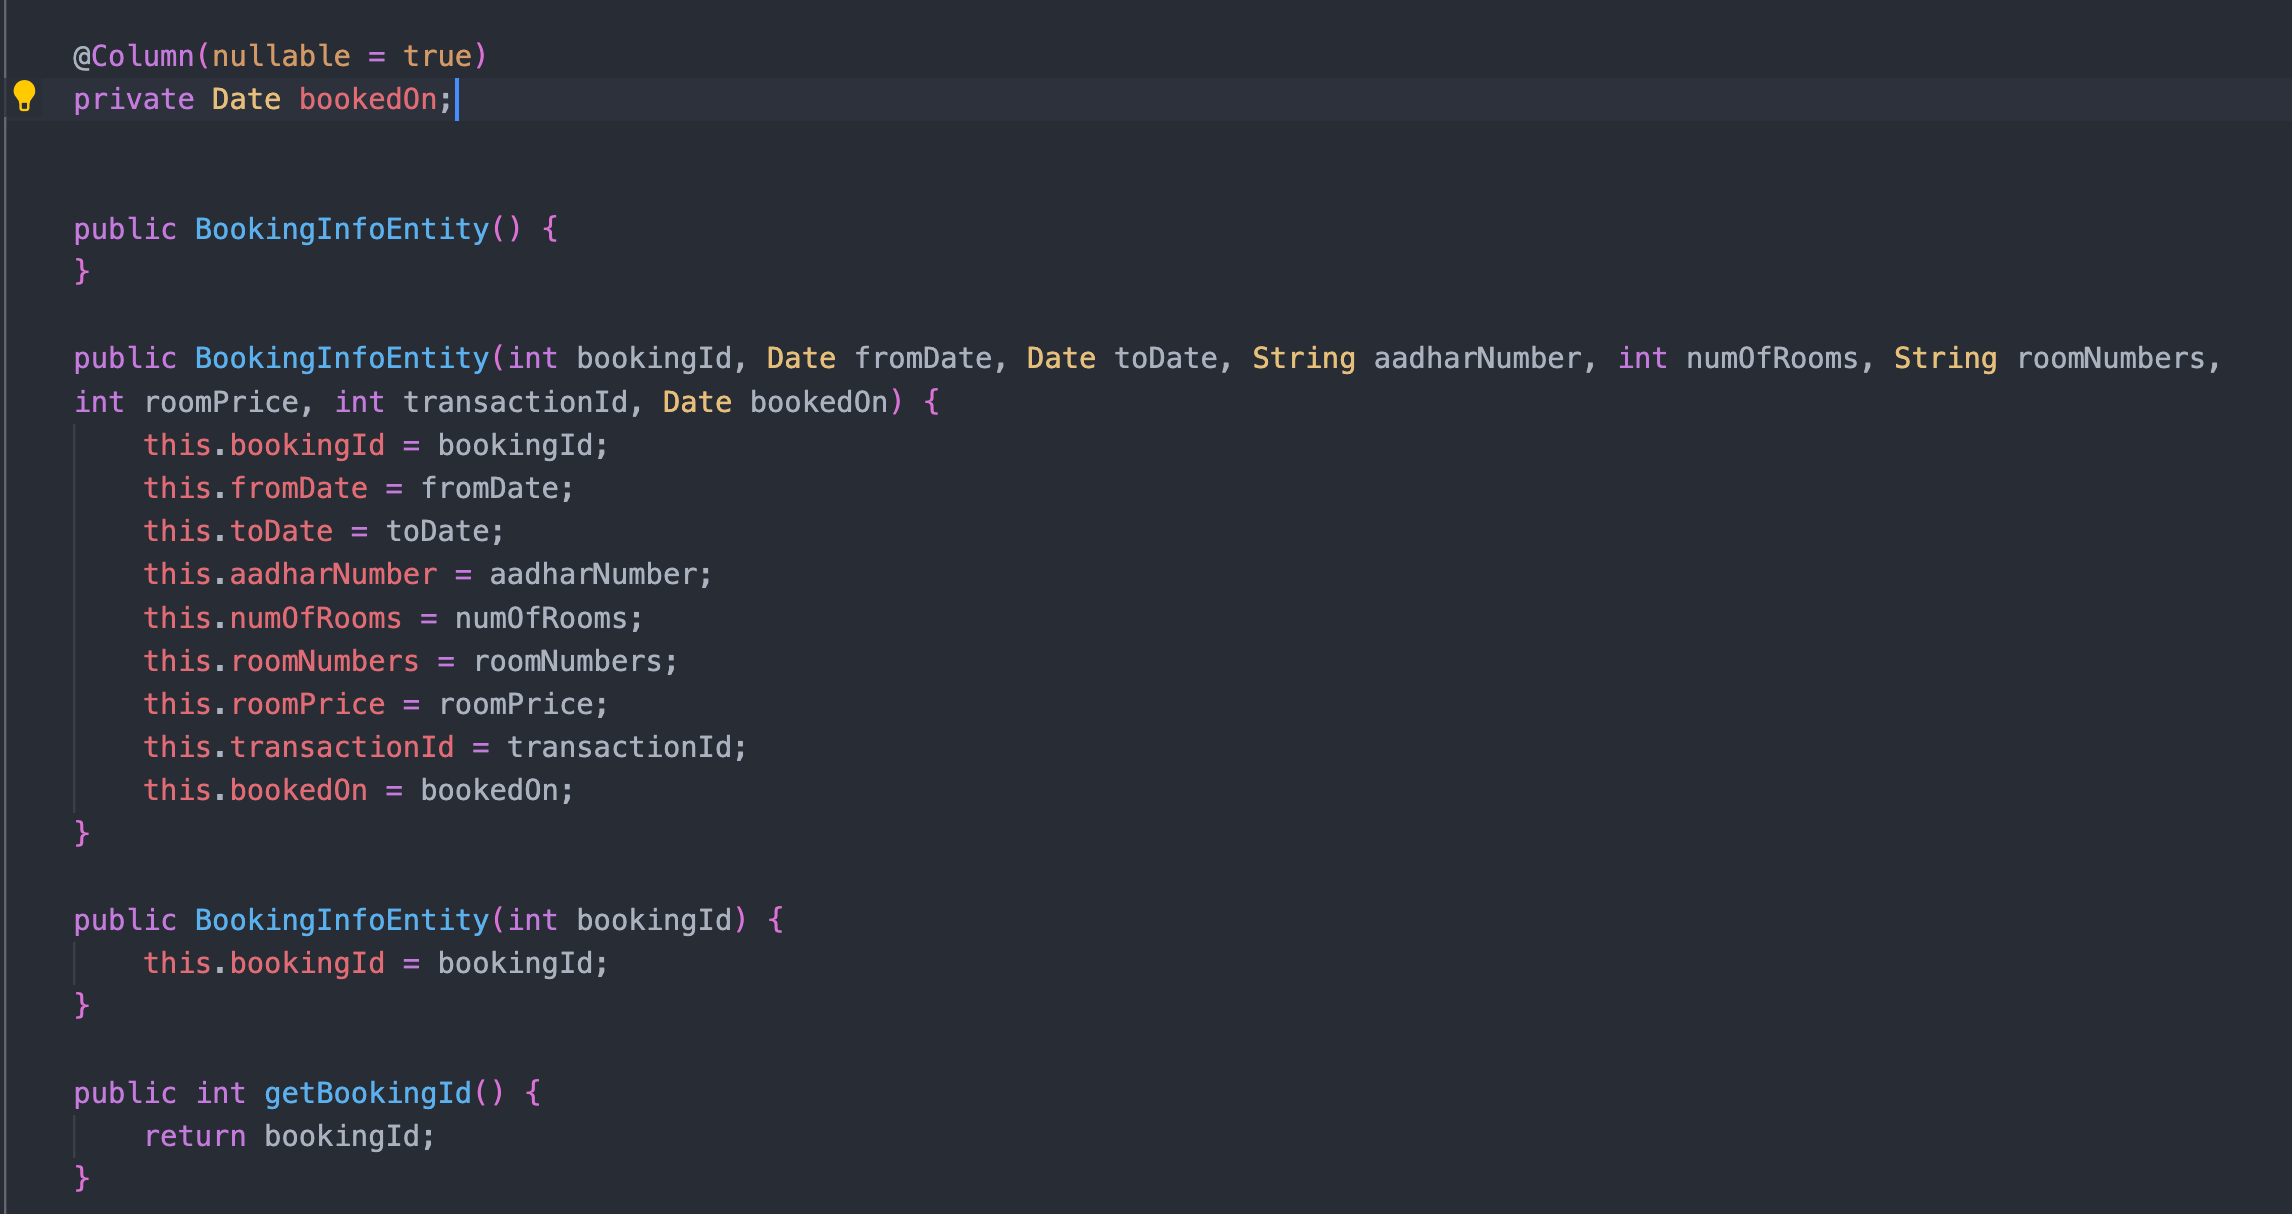 @Column(nullable = true)
private Date bookedOn;
public BookingInfoEntity() {
}
public BookingInfoEntity(int bookingId, Date fromDate, Date toDate, String aadharNumber, int numOfRooms, String roomNumbers,
int roomPrice, int transactionId, Date bookedOn) {
this.bookingId = bookingId;
this.fromDate = fromDate;
this.toDate = toDate;
this.aadharNumber = aadharNumber;
this.numOfRooms = numOfRooms;
this.roomNumbers = roomNumbers;
this.roomPrice = roomPrice;
this.transactionId = transactionId;
this.bookedOn = bookedOn;
}
public BookingInfoEntity(int bookingId) {
this.bookingId = bookingId;
}
public int getBookingId() {
return bookingId;
}